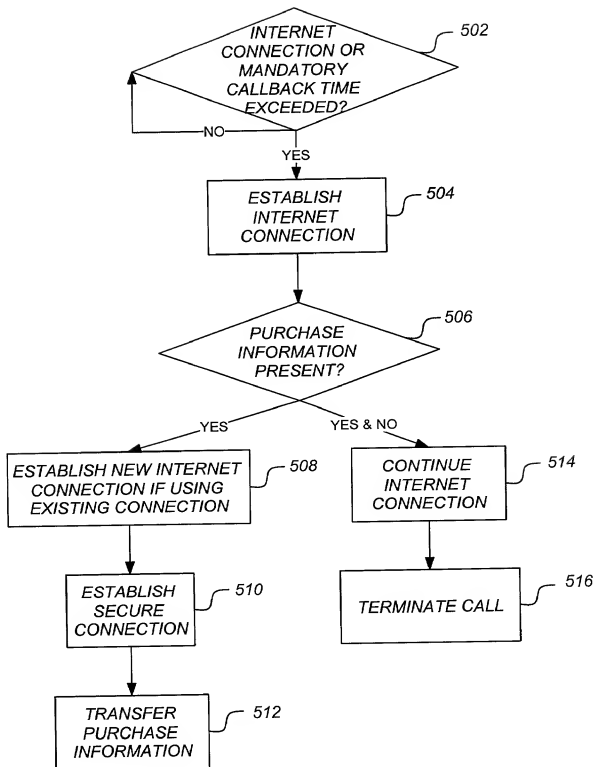 INTERNET
CONNECTION OR
MANDATORY
CALLBACK TIME
EXCEEDED?
502
NO
YES
ESTABLISH
INTERNET
CONNECTION
504
PURCHASE
INFORMATION
PRESENT?
506
YES
YES & NO
ESTABLISH NEW INTERNET
CONNECTION IF USING
EXISTING CONNECTION
508
CONTINUE
INTERNET
CONNECTION
514
ESTABLISH
SECURE
CONNECTION
510
TERMINATE CALL
516
TRANSFER
PURCHASE
INFORMATION
512